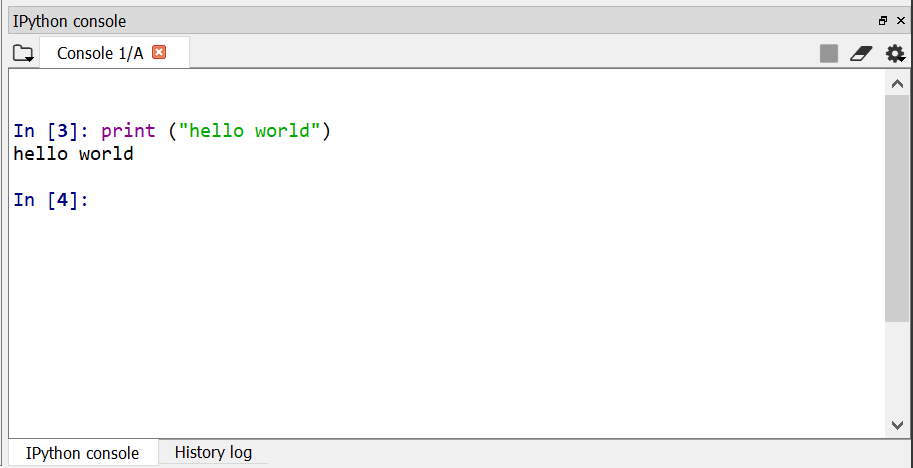 IPython console
Console 1/A
In [3]: print ("hello world")
hello world
In [4]:
IPython console
History log